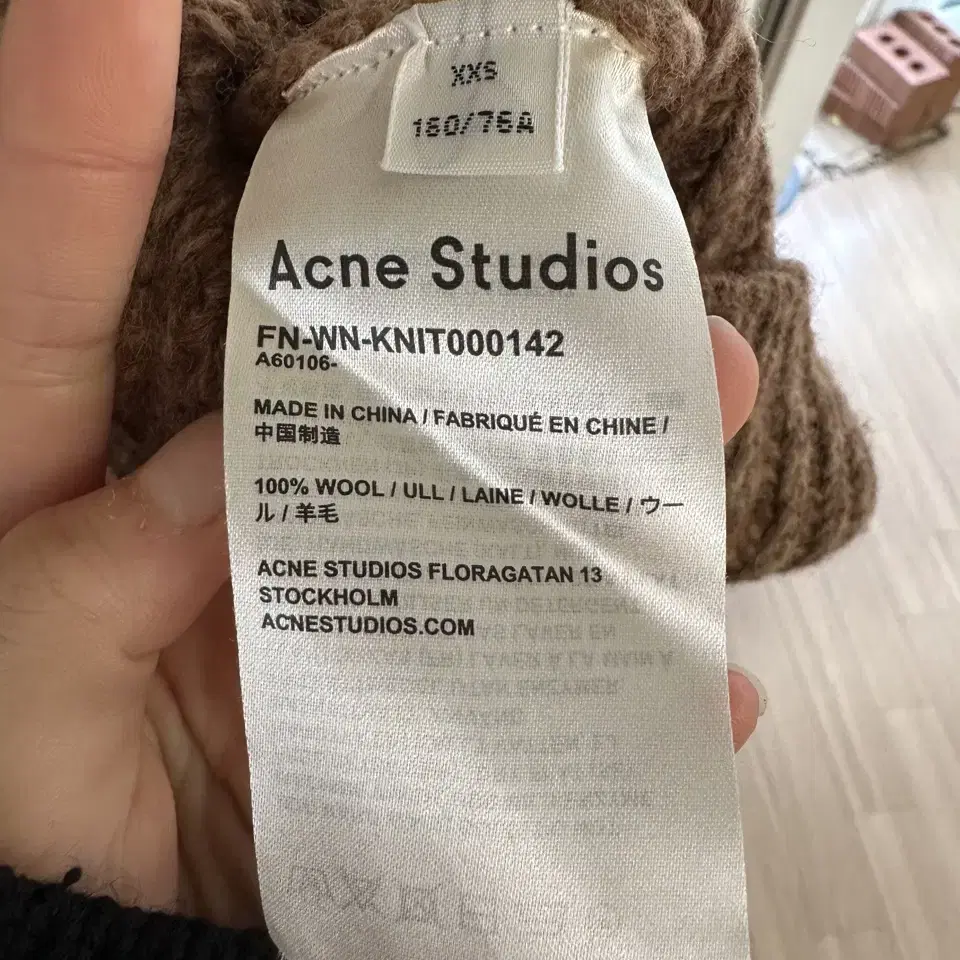 XXS
160/76A
Acne Studios
FN-WN-KNIT000142
A60106-
MADE IN CHINA / FABRIQUÉ EN CHINE /
中国制造
100% WOOL / ULL / LAINE / WOLLE / ウー
ル / 羊毛
ACNE STUDIOS FLORAGATAN 13
STOCKHOLM
ACNESTUDIOS.COM